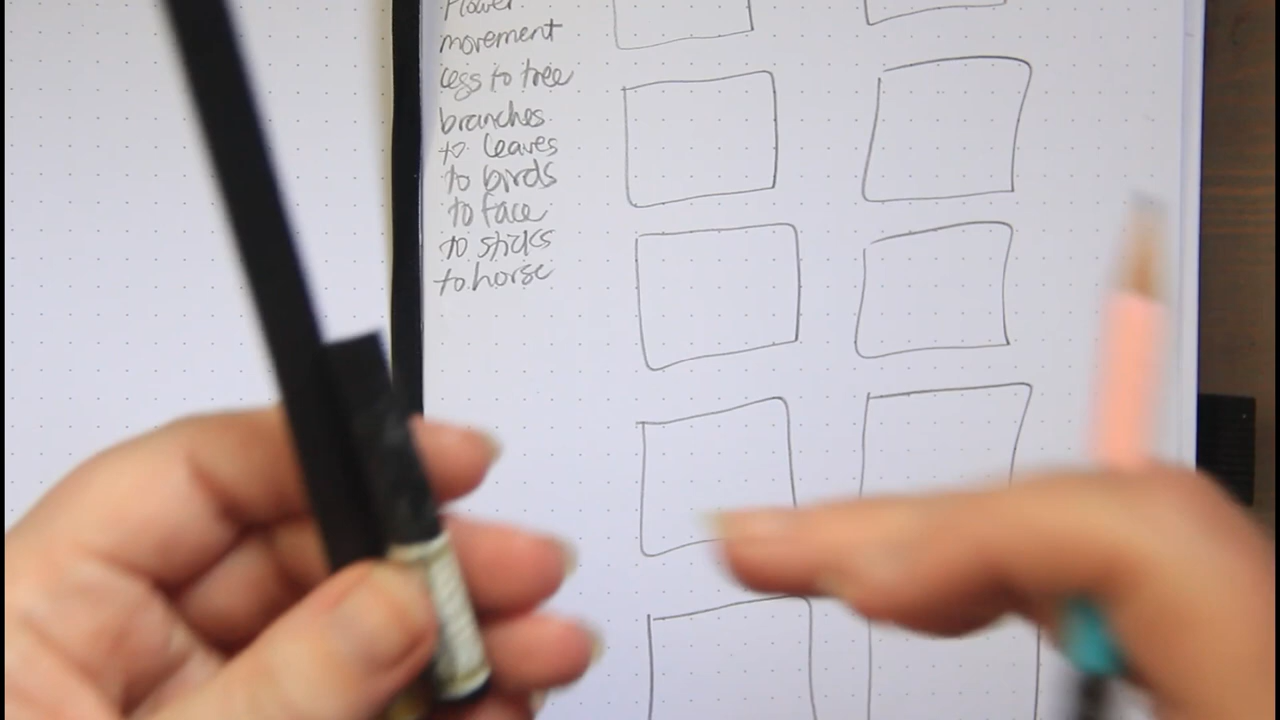 Flower
movement
legs to tree
branches
to leaves
to birds
to face
to sticks
to horse